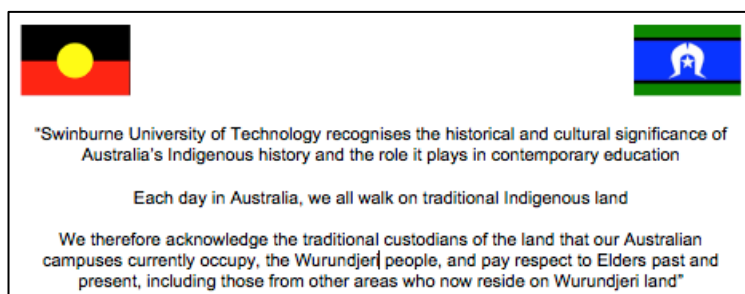 “Swinburne University of Technology recognises the historical and cultural significance of
Australia’s Indigenous history and the role it plays in contemporary education
Each day in Australia, we all walk on traditional Indigenous land
We therefore acknowledge the traditional custodians of the land that our Australian
campuses currently occupy, the Wurundjeri people, and pay respect to Elders past and
present, including those from other areas who now reside on Wurundjeri land”